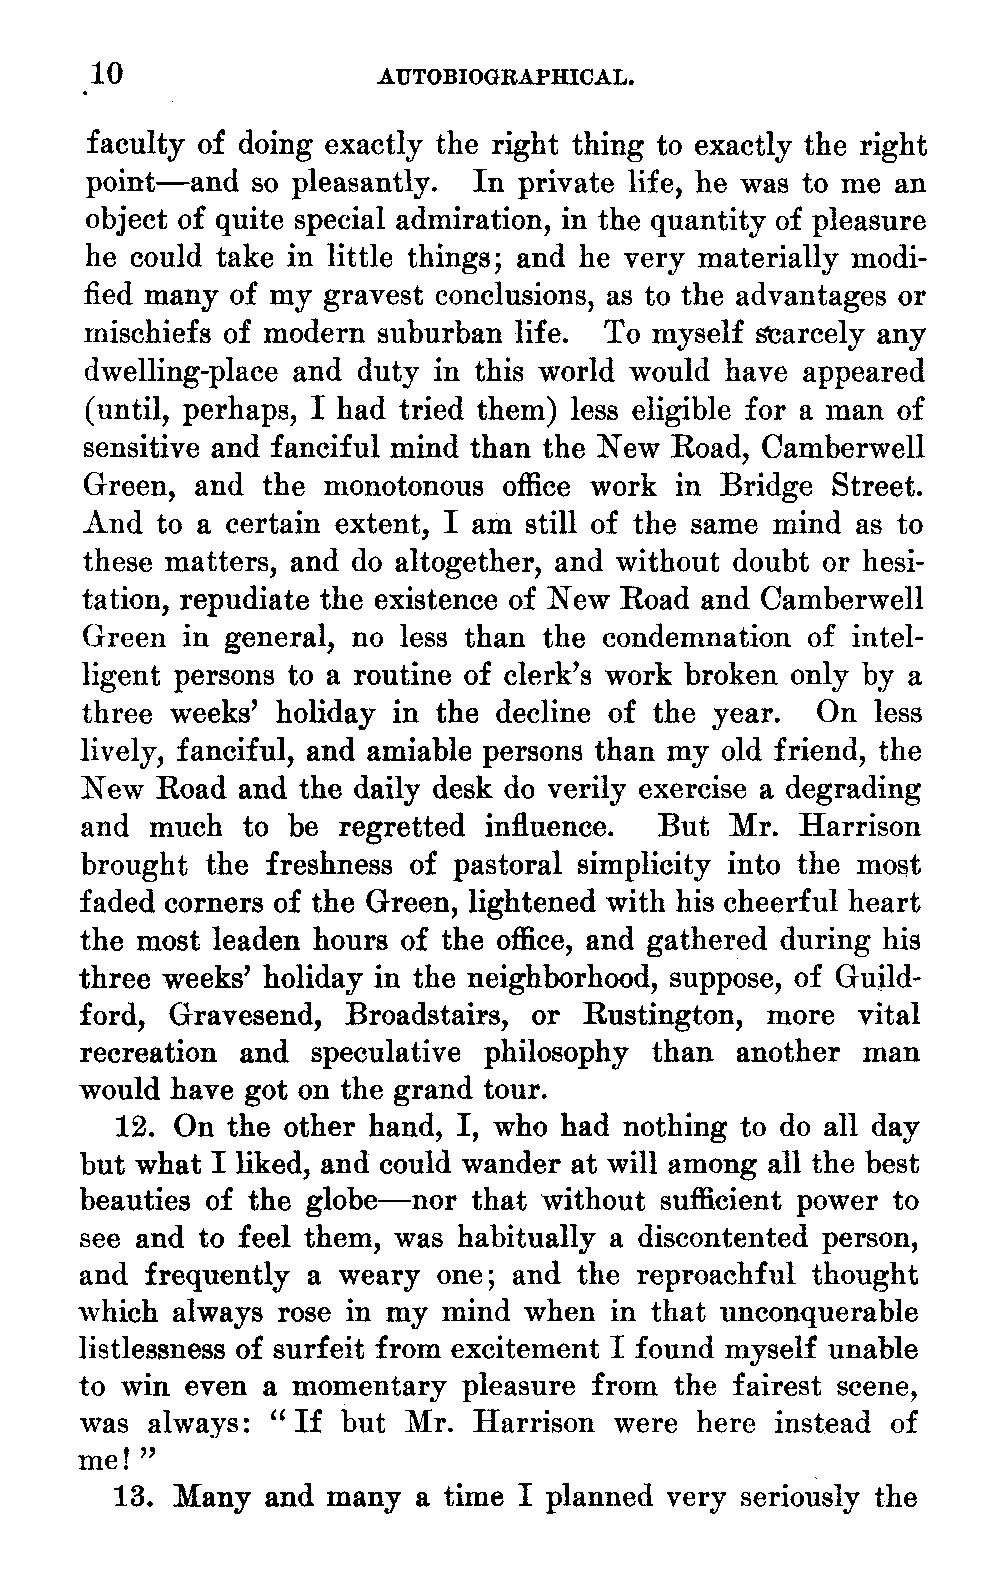 10 AUTOBIOGRAPHICAL.
faculty of doing exactly the right thing to exactly the right
point—and so pleasantly. In private life, he was to me an
object of quite special admiration, in the quantity of pleasure
he could take in little things; and he very materially modi-
fied many of my gravest conclusions, as to the advantages or
mischiefs of modern suburban life. To myself scarcely any
dwelling-place and duty in this world would have appeared
(until, perhaps, I had tried them) less eligible for a man of
sensitive and fanciful mind than the New Road, Camberwell
Green, and the monotonous office work in Bridge Street.
And to a certain extent, I am still of the same mind as to
these matters, and do altogether, and without doubt or hesi-
tation, repudiate the existence of New Road and Camberwell
Green in general, no less than the condemnation of intel-
ligent persons to a routine of clerk's work broken only by a
three weeks' holiday in the decline of the year. On less
lively, fanciful, and amiable persons than my old friend, the
New Road and the daily desk do verily exercise a degrading
and much to be regretted influence. But Mr. Harrison
brought the freshness of pastoral simplicity into the most
faded corners of the Green, lightened with his cheerful heart
the most leaden hours of the office, and gathered during his
three weeks' holiday in the neighborhood, suppose, of Guild-
ford, Gravesend, Broadstairs, or Rustington, more vital
recreation and speculative philosophy than another man
would have got on the grand tour.
12. On the other hand, I, who had nothing to do all day
but what I liked, and could wander at will among all the best
beauties of the globe—nor that without sufficient power to
see and to feel them, was habitually a discontented person,
and frequently a weary one; and the reproachful thought
which always rose in my mind when in that unconquerable
listlessness of surfeit from excitement I found myself unable
to win even a momentary pleasure from the fairest scene,
was always: "If but Mr. Harrison were here instead of
me!"
13. Many and many a time I planned very seriously the